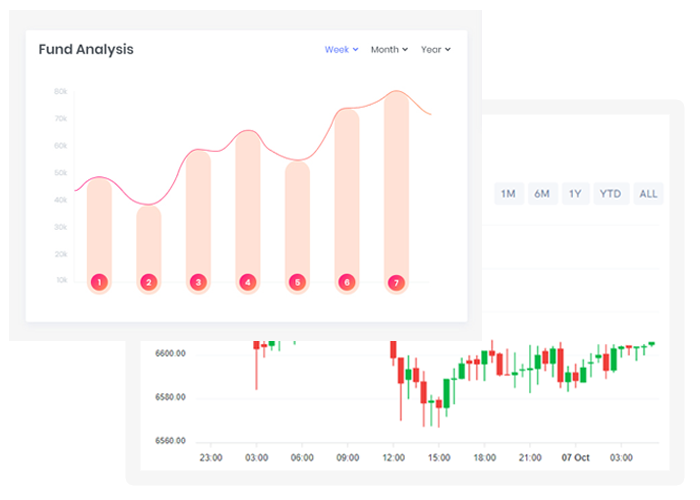 Fund Analysis
Week Month Year
80k
70k
60k
50k
40k
30k
20k
10k
1 2 3 4 5 6 7
1M 6M 1Y YTD ALL
6600.00
6580.00
6560.00
23:00 03:00 06:00 09:00 12:00 15:00 18:00 21:00 07 Oct 03:00